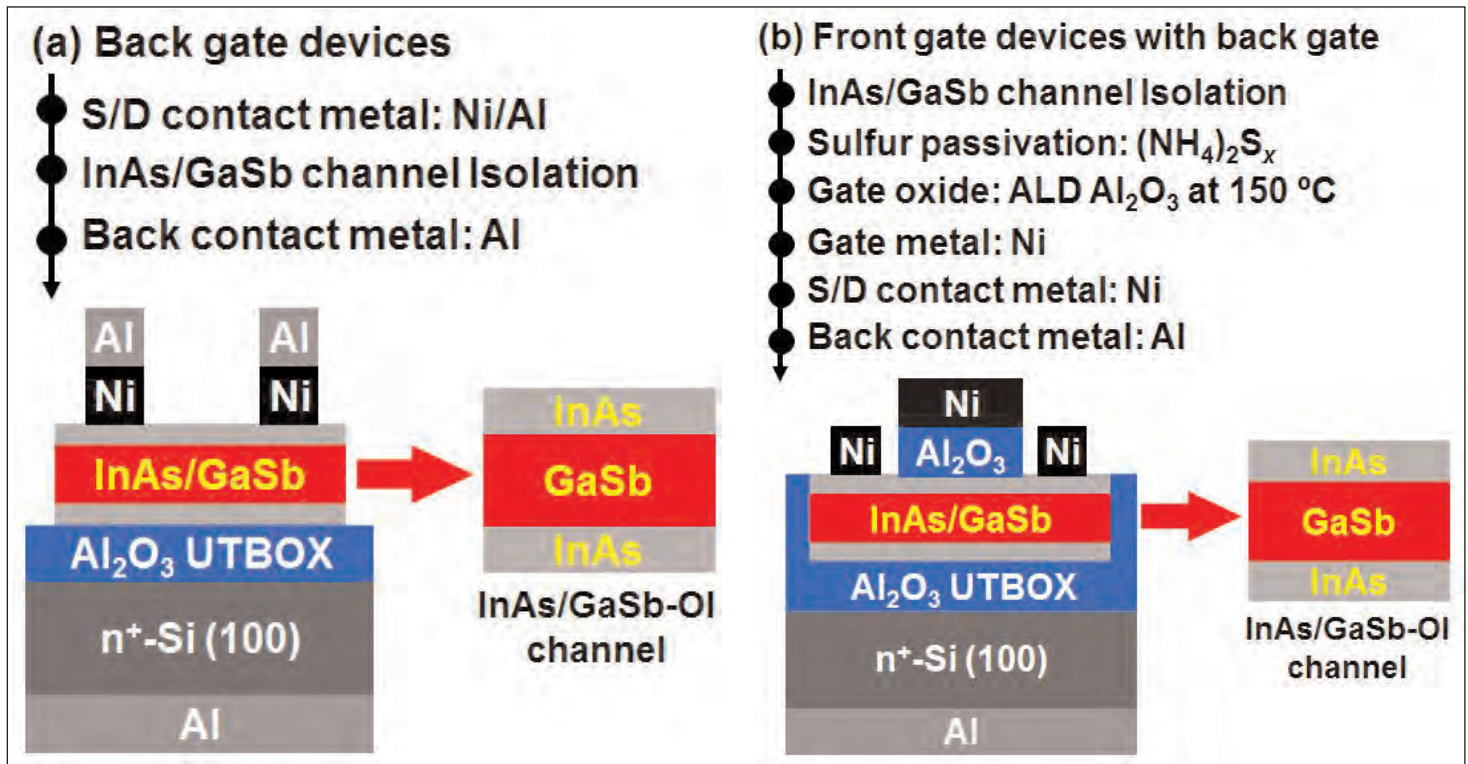 (a) Back gate devices
S/D contact metal: Ni/Al
InAs/GaSb channel Isolation
Back contact metal: Al
Al Al
Ni Ni
InAs/GaSb
Al₂O₃ UTBOX
n⁺-Si (100)
Al
InAs
GaSb
InAs
InAs/GaSb-OI
channel
(b) Front gate devices with back gate
InAs/GaSb channel Isolation
Sulfur passivation: (NH₄)₂Sₓ
Gate oxide: ALD Al₂O₃ at 150 ºC
Gate metal: Ni
S/D contact metal: Ni
Back contact metal: Al
Ni
Ni Al₂O₃ Ni
InAs/GaSb
Al₂O₃ UTBOX
n⁺-Si (100)
Al
InAs
GaSb
InAs
InAs/GaSb-OI
channel